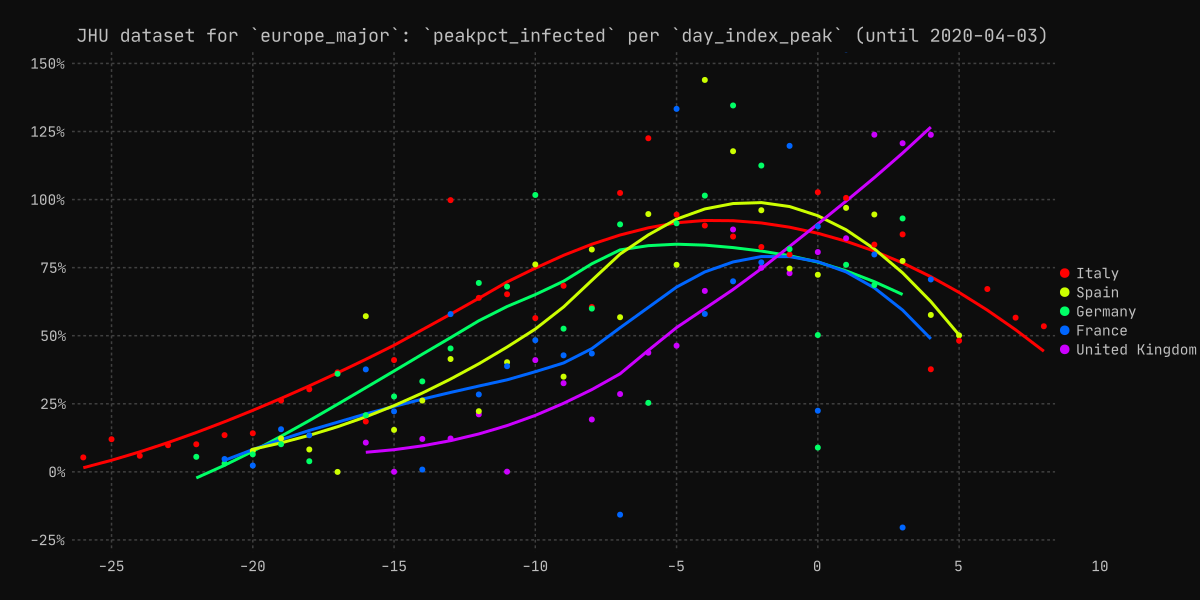 JHU dataset for `europe_major`: `peakpct_infected` per `day_index_peak` (until 2020-04-03)
150%
125%
100%
75%
50%
25%
0%
-25%
Italy
Spain
Germany
France
United Kingdom
-25 -20 -15 -10 -5 0 5 10